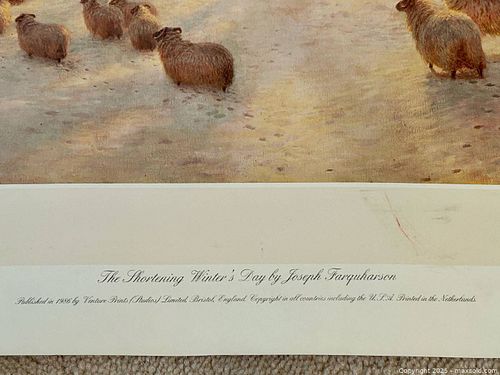 The Shortening Winter's Day by Joseph Farquharson
Published in 1986 by Venture Prints (Studios) Limited, Bristol, England. Copyright in all countries including the U.S.A. Printed in the Netherlands.
Copyright 2025 - maxsold.com